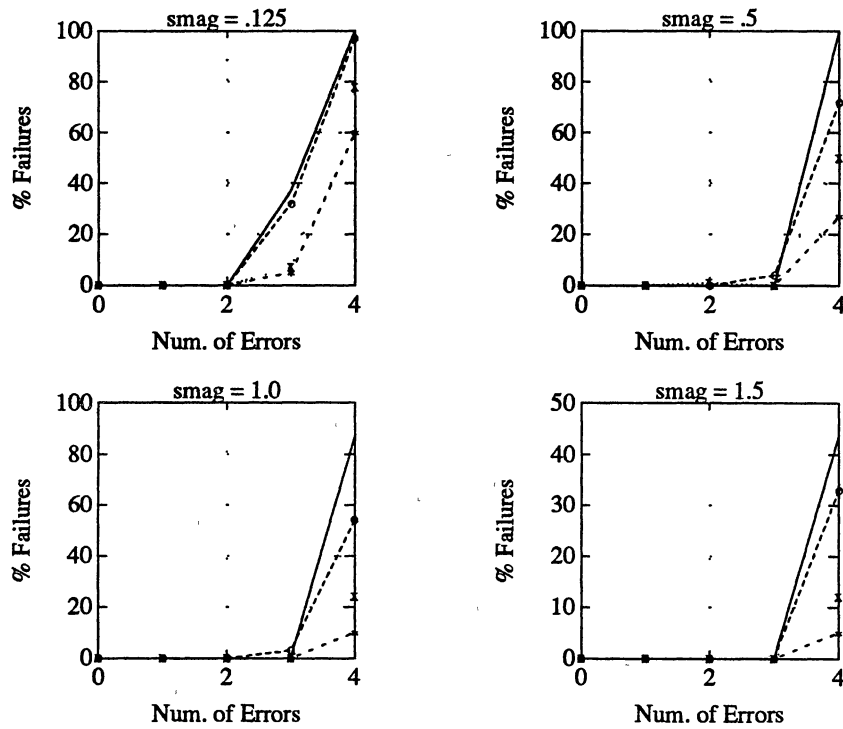 smag = .125
100
80
60
40
20
0
% Failures
0 2 4
Num. of Errors
smag = .5
100
80
60
40
20
0
% Failures
0 2 4
Num. of Errors
smag = 1.0
100
80
60
40
20
0
% Failures
0 2 4
Num. of Errors
smag = 1.5
50
40
30
20
10
0
% Failures
0 2 4
Num. of Errors